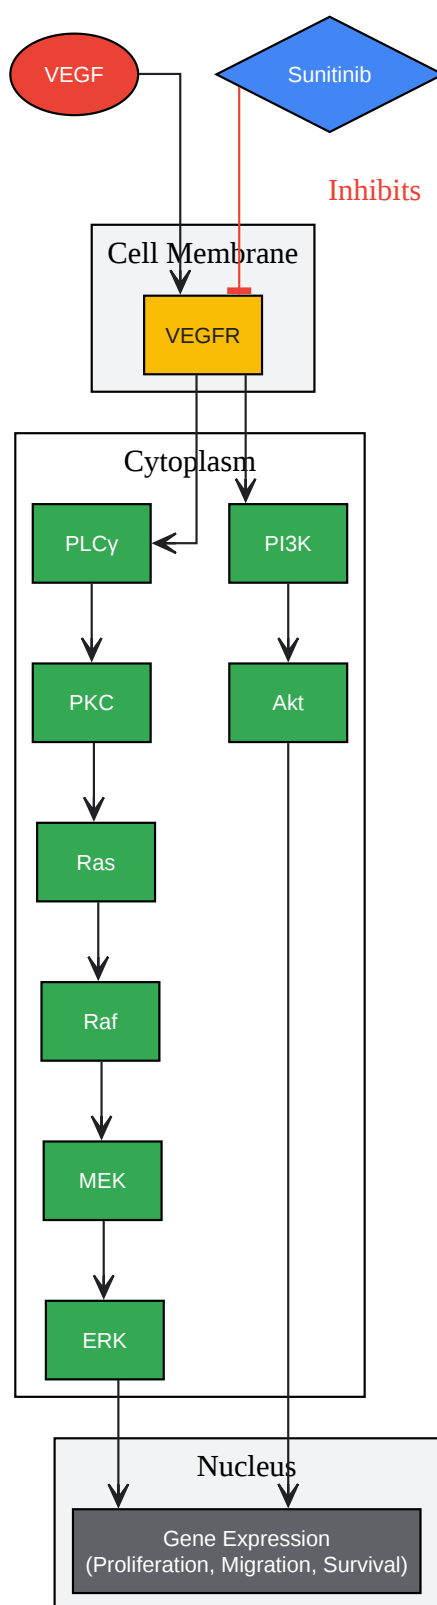 VEGF
Sunitinib
Inhibits
Cell Membrane
VEGFR
Cytoplasm
PLCγ
PI3K
PKC
Akt
Ras
Raf
MEK
ERK
Nucleus
Gene Expression
(Proliferation, Migration, Survival)